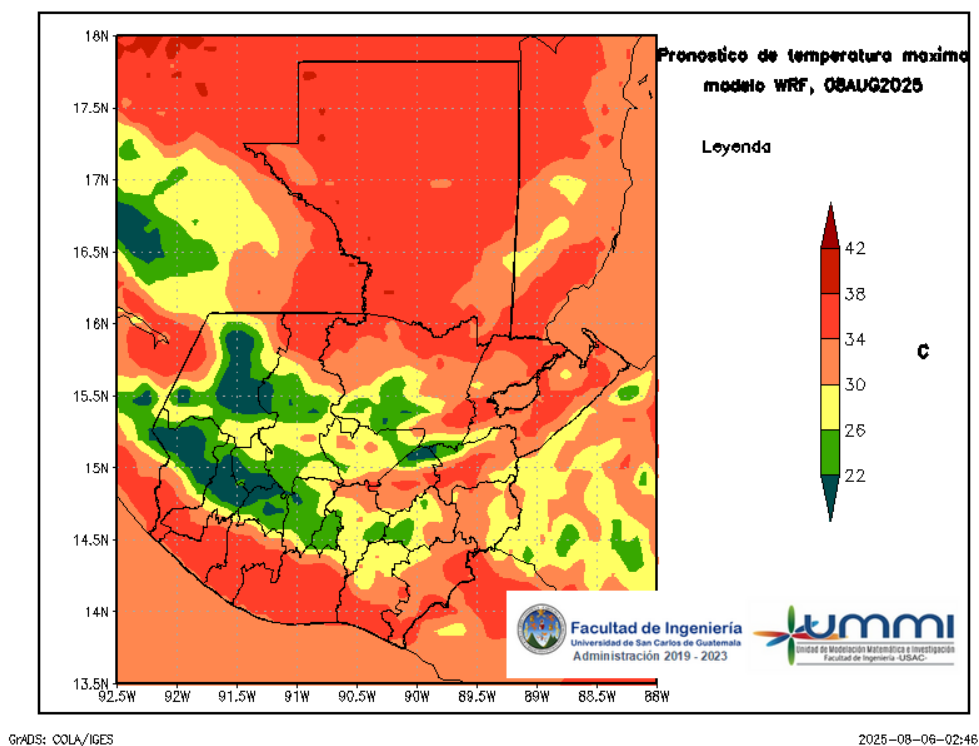 Pronostico de temperatura maxima
modelo WRF, 08AUG2025
Leyenda
42
38
34
30
26
22
C
18N
17.5N
17N
16.5N
16N
15.5N
15N
14.5N
14N
13.5N
92.5W
92W
91.5W
91W
90.5W
90W
89.5W
89W
88.5W
88W
Facultad de Ingeniería
Universidad de San Carlos de Guatemala
Administración 2019 - 2023
ummi
Unidad de Modelación Matemática e Investigación
Facultad de Ingeniería -USAC-
GrADS: COLA/IGES
2025-08-06-02:46